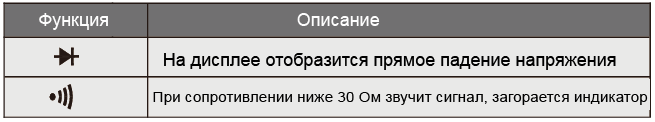 Функция Описание
На дисплее отобразится прямое падение напряжения
При сопротивлении ниже 30 Ом звучит сигнал, загорается индикатор